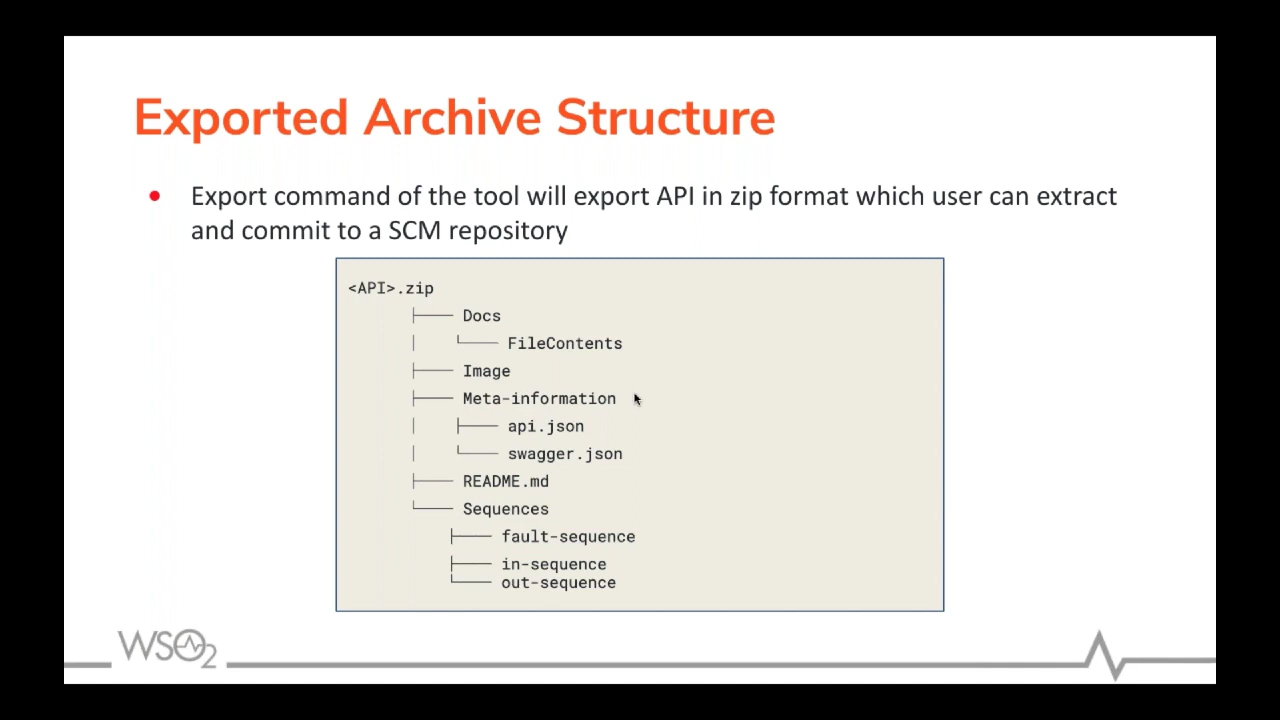 Exported Archive Structure
• Export command of the tool will export API in zip format which user can extract
and commit to a SCM repository
<API>.zip
├── Docs
│   └── FileContents
├── Image
├── Meta-information
│   ├── api.json
│   └── swagger.json
├── README.md
└── Sequences
    ├── fault-sequence
    ├── in-sequence
    └── out-sequence
WSO2